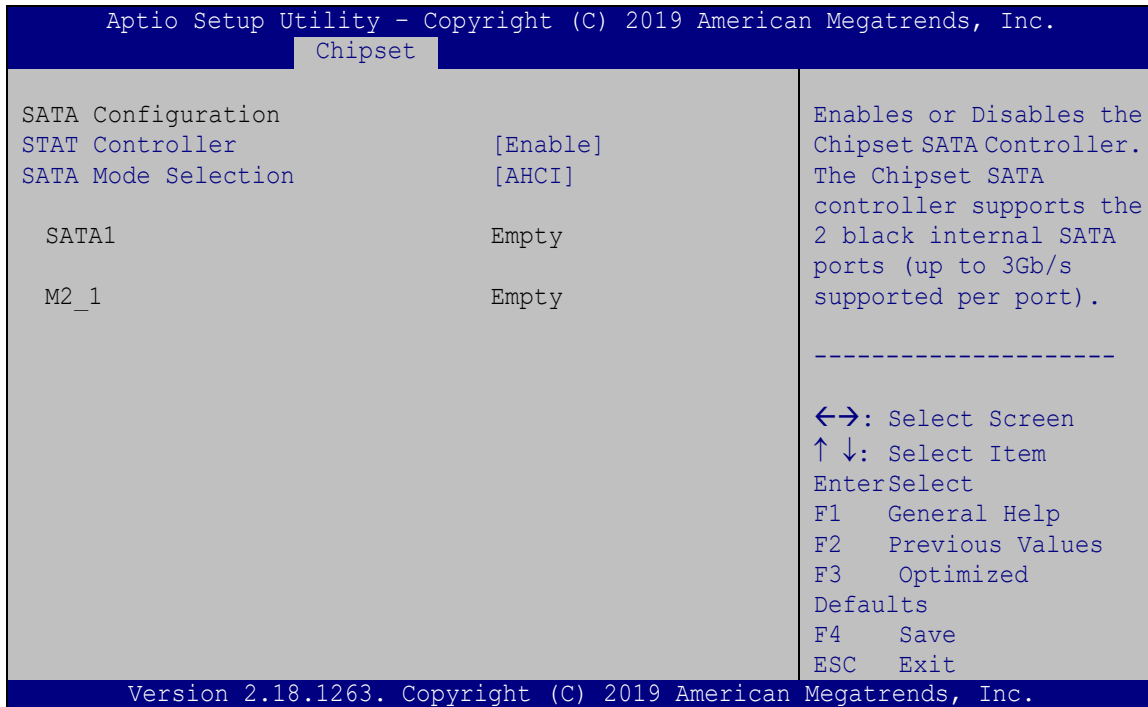 Aptio Setup Utility – Copyright (C) 2019 American Megatrends, Inc.
Chipset
SATA Configuration
STAT Controller [Enable]
SATA Mode Selection [AHCI]
SATA1 Empty
M2_1 Empty
Enables or Disables the
Chipset SATA Controller.
The Chipset SATA
controller supports the
2 black internal SATA
ports (up to 3Gb/s
supported per port).
---------------------
←→: Select Screen
↑ ↓: Select Item
EnterSelect
F1 General Help
F2 Previous Values
F3 Optimized
Defaults
F4 Save
ESC Exit
Version 2.18.1263. Copyright (C) 2019 American Megatrends, Inc.